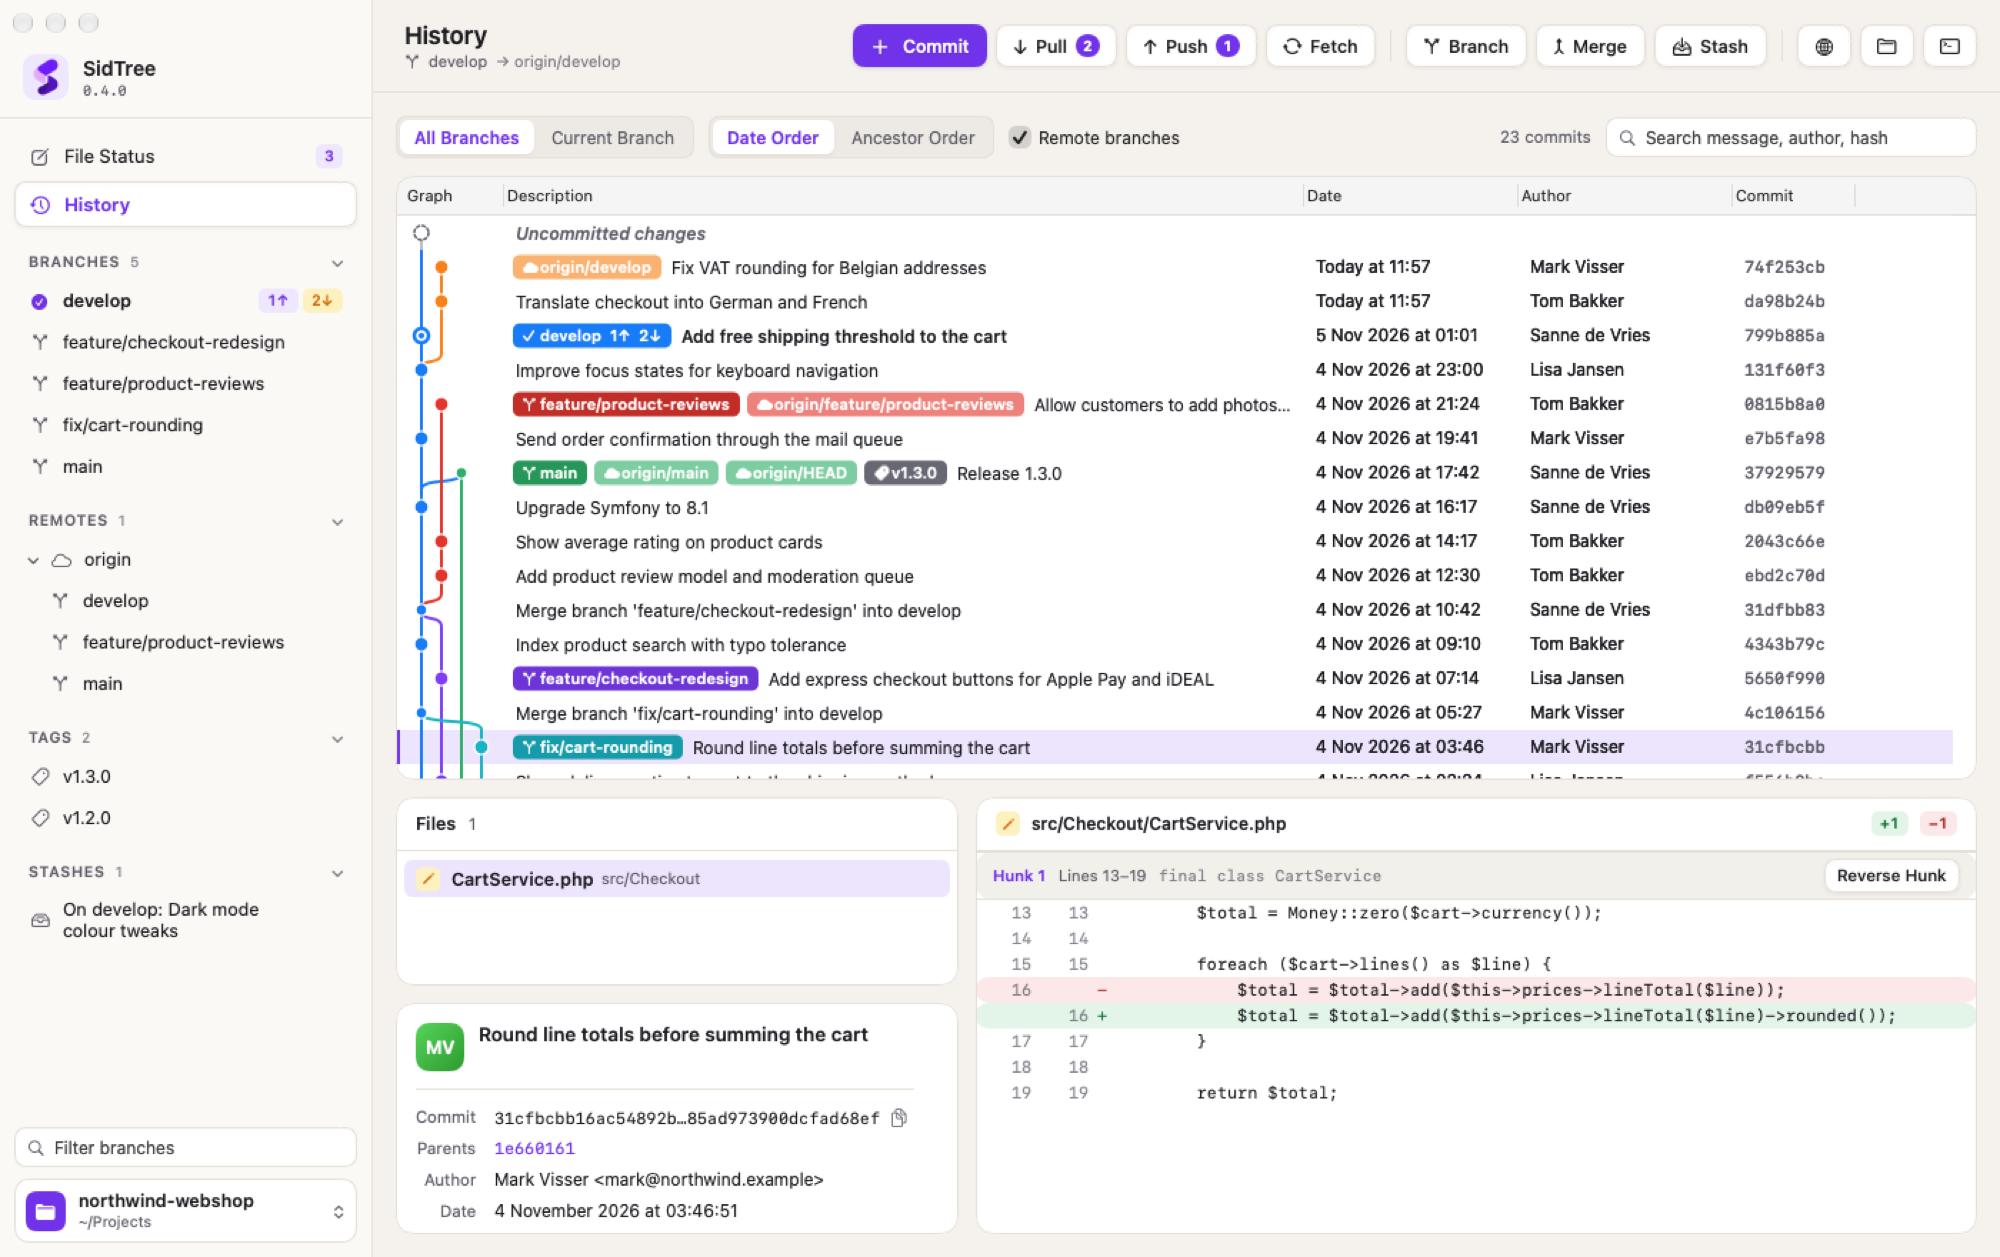 SidTree
0.4.0
File Status 3
History
BRANCHES 5
develop 1↑ 2↓
feature/checkout-redesign
feature/product-reviews
fix/cart-rounding
main
REMOTES 1
origin
develop
feature/product-reviews
main
TAGS 2
v1.3.0
v1.2.0
STASHES 1
On develop: Dark mode
colour tweaks
Filter branches
northwind-webshop
~/Projects
History
develop → origin/develop
+ Commit
↓ Pull 2
↑ Push 1
Fetch
Branch
Merge
Stash
All Branches Current Branch Date Order Ancestor Order Remote branches 23 commits Search message, author, hash
Graph Description Date Author Commit
Uncommitted changes
origin/develop Fix VAT rounding for Belgian addresses Today at 11:57 Mark Visser 74f253cb
Translate checkout into German and French Today at 11:57 Tom Bakker da98b24b
develop 1↑ 2↓ Add free shipping threshold to the cart 5 Nov 2026 at 01:01 Sanne de Vries 799b885a
Improve focus states for keyboard navigation 4 Nov 2026 at 23:00 Lisa Jansen 131f60f3
feature/product-reviews origin/feature/product-reviews Allow customers to add photos... 4 Nov 2026 at 21:24 Tom Bakker 0815b8a0
Send order confirmation through the mail queue 4 Nov 2026 at 19:41 Mark Visser e7b5fa98
main origin/main origin/HEAD v1.3.0 Release 1.3.0 4 Nov 2026 at 17:42 Sanne de Vries 37929579
Upgrade Symfony to 8.1 4 Nov 2026 at 16:17 Sanne de Vries db09eb5f
Show average rating on product cards 4 Nov 2026 at 14:17 Tom Bakker 2043c66e
Add product review model and moderation queue 4 Nov 2026 at 12:30 Tom Bakker ebd2c70d
Merge branch 'feature/checkout-redesign' into develop 4 Nov 2026 at 10:42 Sanne de Vries 31dfbb83
Index product search with typo tolerance 4 Nov 2026 at 09:10 Tom Bakker 4343b79c
feature/checkout-redesign Add express checkout buttons for Apple Pay and iDEAL 4 Nov 2026 at 07:14 Lisa Jansen 5650f990
Merge branch 'fix/cart-rounding' into develop 4 Nov 2026 at 05:27 Mark Visser 4c106156
fix/cart-rounding Round line totals before summing the cart 4 Nov 2026 at 03:46 Mark Visser 31cfbcbb
Files 1
CartService.php src/Checkout
MV Round line totals before summing the cart
Commit 31cfbcbb16ac54892b…85ad973900dcfad68ef
Parents 1e660161
Author Mark Visser <mark@northwind.example>
Date 4 November 2026 at 03:46:51
src/Checkout/CartService.php +1 −1
Hunk 1 Lines 13–19 final class CartService Reverse Hunk
13 13 $total = Money::zero($cart->currency());
14 14
15 15 foreach ($cart->lines() as $line) {
16 − $total = $total->add($this->prices->lineTotal($line));
16 + $total = $total->add($this->prices->lineTotal($line)->rounded());
17 17 }
18 18
19 19 return $total;